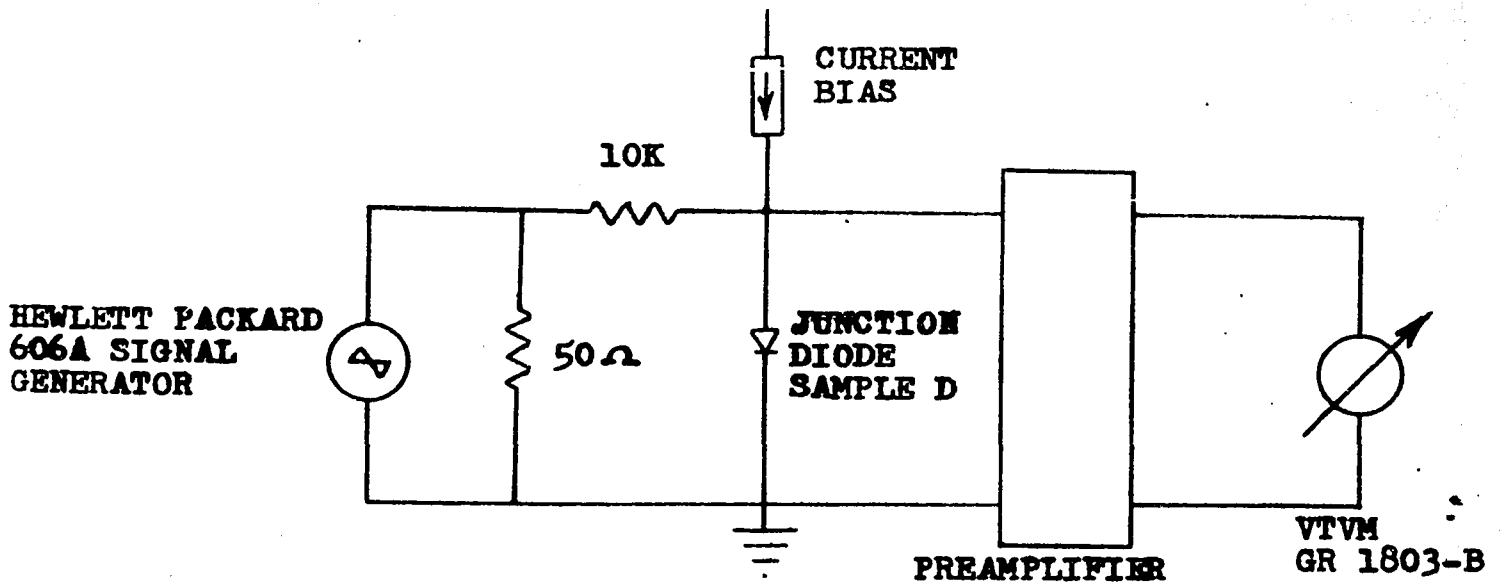 CURRENT
BIAS
10K
HEWLETT PACKARD
606A SIGNAL
GENERATOR
50Ω
JUNCTION
DIODE
SAMPLE D
PREAMPLIFIER
VTVM
GR 1803-B